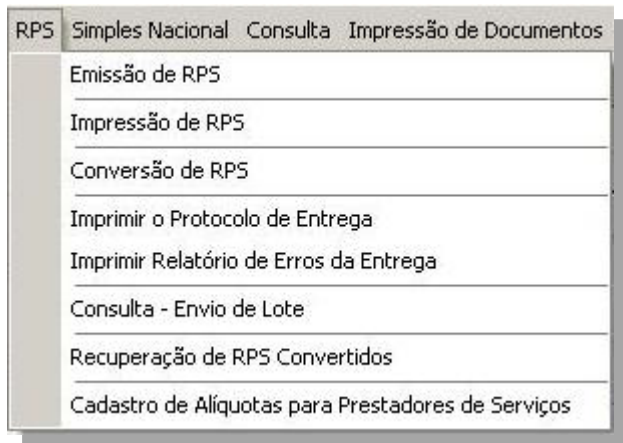 RPS Simples Nacional Consulta Impressão de Documentos
Emissão de RPS
Impressão de RPS
Conversão de RPS
Imprimir o Protocolo de Entrega
Imprimir Relatório de Erros da Entrega
Consulta - Envio de Lote
Recuperação de RPS Convertidos
Cadastro de Alíquotas para Prestadores de Serviços